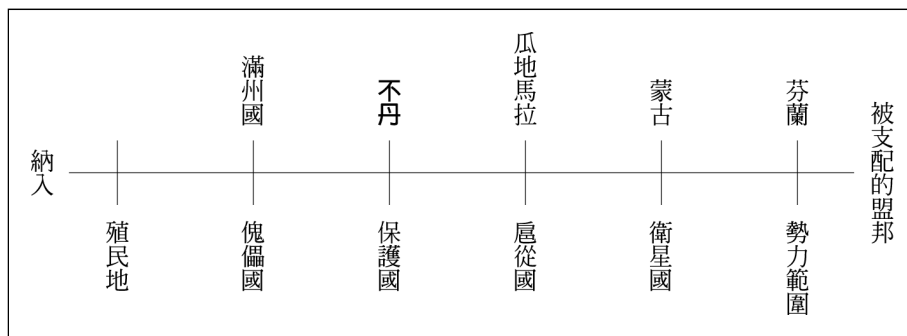 滿州國
不丹
瓜地馬拉
蒙古
芬蘭
納入
被支配的盟邦
殖民地
傀儡國
保護國
扈從國
衛星國
勢力範圍